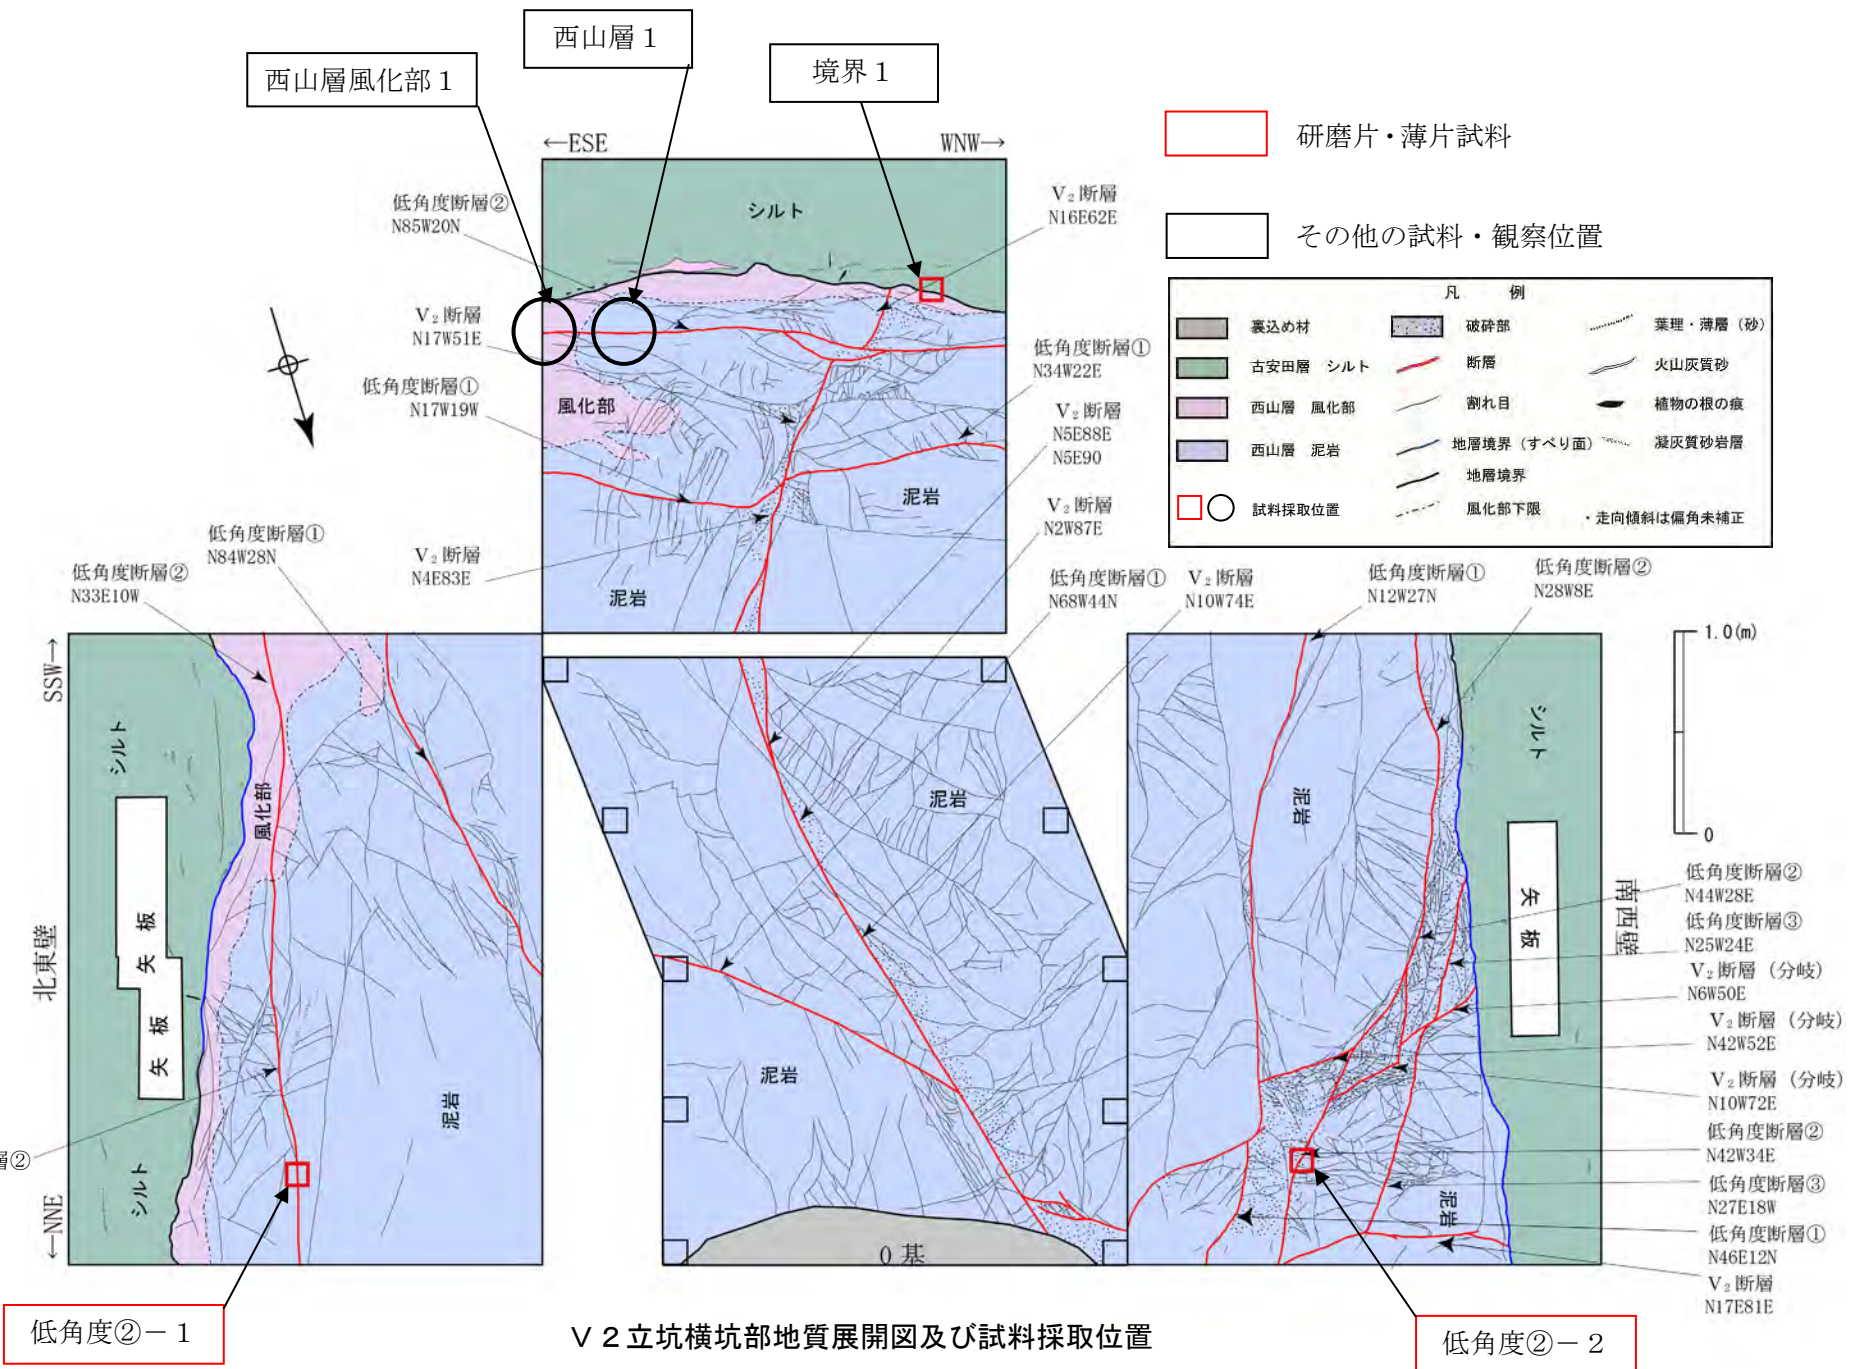 西山層1
西山層風化部1
境界1
研磨片・薄片試料
その他の試料・観察位置
←ESE
WNW→
シルト
低角度断層②
N85W20N
V₂断層
N16E62E
V₂断層
N17W51E
低角度断層①
N17W19W
風化部
低角度断層①
N34W22E
V₂断層
N5E88E
N5E90
泥岩
V₂断層
N2W87E
V₂断層
N4E83E
泥岩
凡 例
裏込め材
破砕部
葉理・薄層(砂)
古安田層 シルト
断層
火山灰質砂
西山層 風化部
割れ目
植物の根の痕
西山層 泥岩
地層境界(すべり面)
凝灰質砂岩層
地層境界
試料採取位置
風化部下限
・走向傾斜は偏角未補正
低角度断層①
N84W28N
低角度断層②
N33E10W
低角度断層①
N68W44N
V₂断層
N10W74E
低角度断層①
N12W27N
低角度断層②
N28W8E
1.0(m)
0
SSW→
シルト
風化部
矢板
矢板
北東壁
泥岩
シルト
←NNE
層②
泥岩
泥岩
0基
泥岩
シルト
矢板
南西壁
泥岩
低角度断層②
N44W28E
低角度断層③
N25W24E
V₂断層(分岐)
N6W50E
V₂断層(分岐)
N42W52E
V₂断層(分岐)
N10W72E
低角度断層②
N42W34E
低角度断層③
N27E18W
低角度断層①
N46E12N
V₂断層
N17E81E
低角度②-1
V2立坑横坑部地質展開図及び試料採取位置
低角度②-2